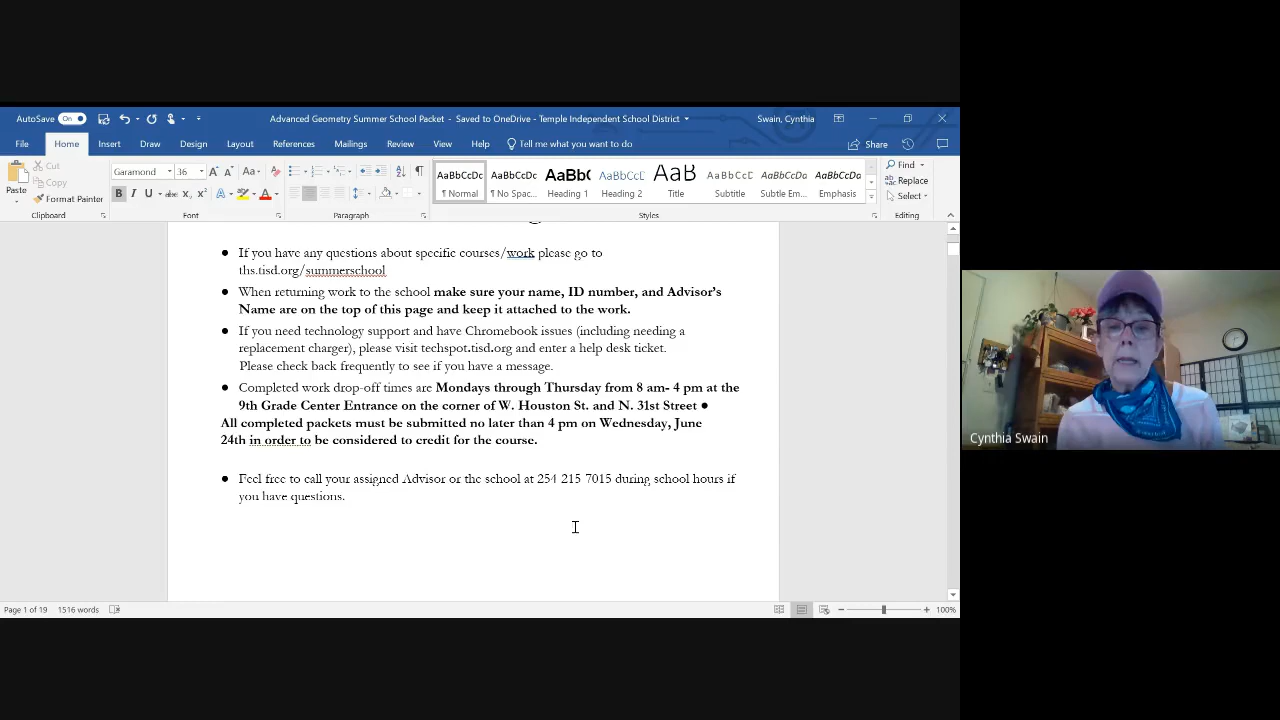 AutoSave On
Advanced Geometry Summer School Packet - Saved to OneDrive - Temple Independent School District
Swain, Cynthia
File Home Insert Draw Design Layout References Mailings Review View Help Tell me what you want to do
Share
Paste
Cut
Copy
Format Painter
Clipboard
Garamond 36
Aa
B I U abc x₂ x²
Font
Paragraph
AaBbCcDc AaBbCcDc AaBb( AaBbCcL AaB AaBbCcC AaBbCcDa AaBbCcDc
¶ Normal ¶ No Spac... Heading 1 Heading 2 Title Subtitle Subtle Em... Emphasis
Styles
Find
Replace
Select
Editing
● If you have any questions about specific courses/work please go to
ths.tisd.org/summerschool
● When returning work to the school make sure your name, ID number, and Advisor's
Name are on the top of this page and keep it attached to the work.
● If you need technology support and have Chromebook issues (including needing a
replacement charger), please visit techspot.tisd.org and enter a help desk ticket.
Please check back frequently to see if you have a message.
● Completed work drop-off times are Mondays through Thursday from 8 am- 4 pm at the
9th Grade Center Entrance on the corner of W. Houston St. and N. 31st Street ●
All completed packets must be submitted no later than 4 pm on Wednesday, June
24th in order to be considered to credit for the course.
● Feel free to call your assigned Advisor or the school at 254-215-7015 during school hours if
you have questions.
Page 1 of 19 1516 words
100%
Cynthia Swain